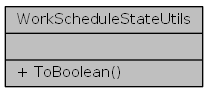 WorkScheduleStateUtils
+ ToBoolean()